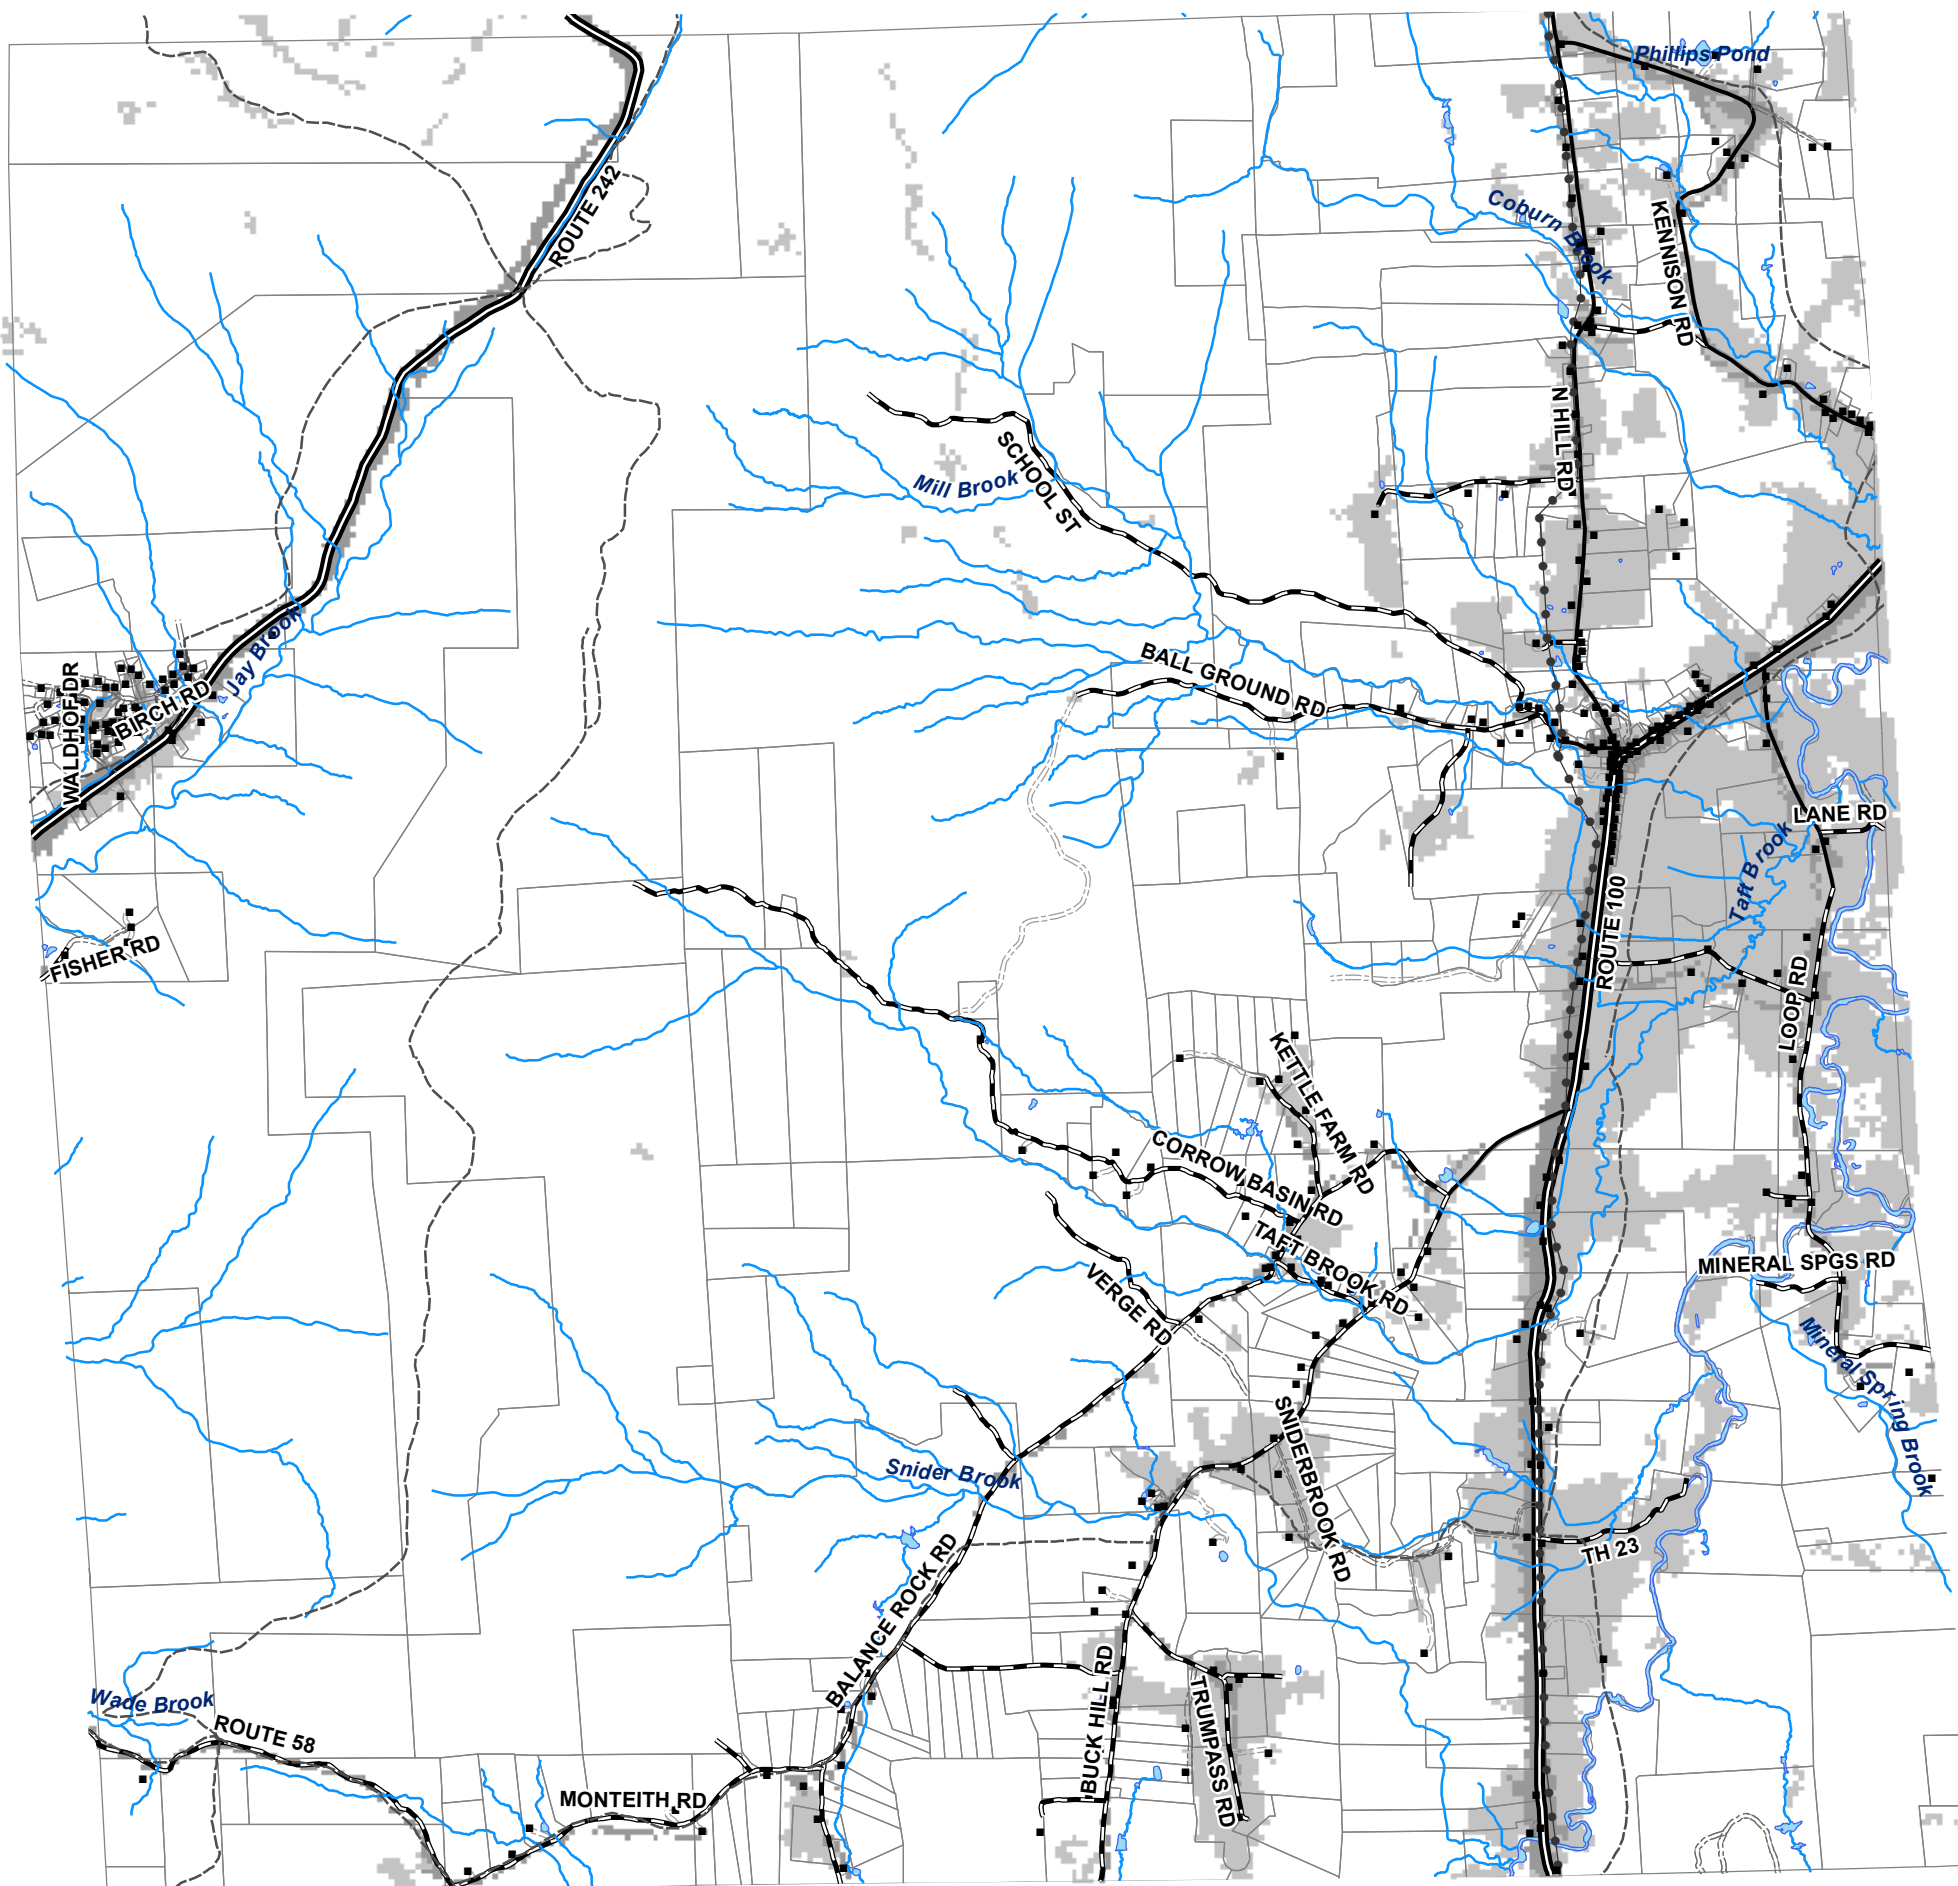 Phillips Pond
ROUTE 242
Coburn Brook
KENNISON RD
N HILL RD
SCHOOL ST
Mill Brook
BALL GROUND RD
Jay Brook
WALDHOF DR
BIRCH RD
LANE RD
Taft Brook
ROUTE 100
FISHER RD
LOOP RD
KETTLE FARM RD
CORROW BASIN RD
TAFT BROOK RD
VERGE RD
MINERAL SPGS RD
Mineral Spring Brook
SNIDERBROOK RD
Snider Brook
TH 23
BALANCE ROCK RD
BUCK HILL RD
TRUMPASS RD
Wade Brook
ROUTE 58
MONTEITH RD